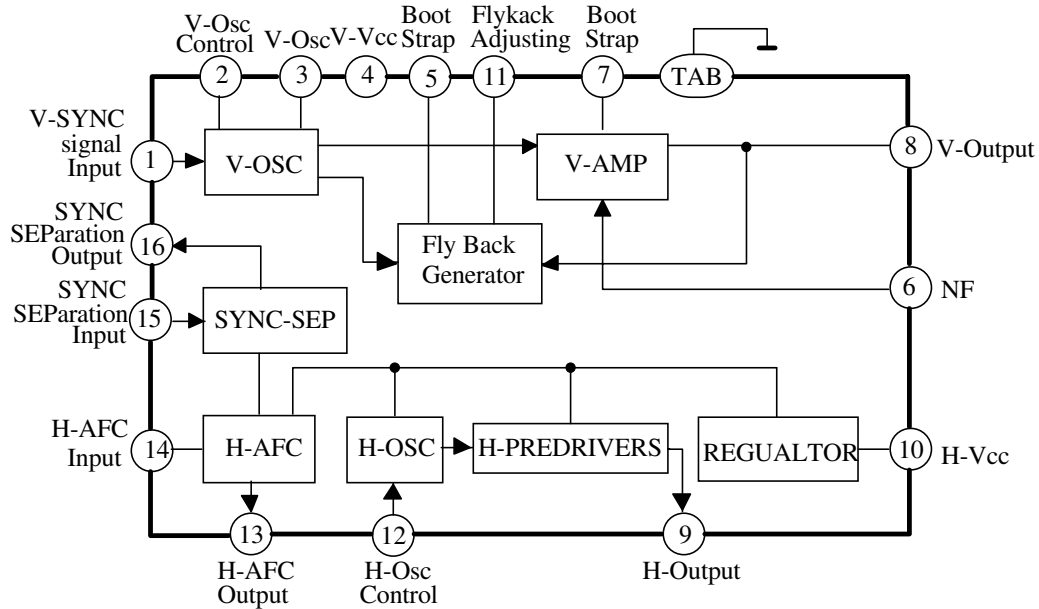 V-Osc
Control
V-Osc
V-Vcc
Boot
Strap
Flykack
Adjusting
Boot
Strap
2
3
4
5
11
7
TAB
V-SYNC
signal
Input
1
V-OSC
V-AMP
8
V-Output
SYNC
SEParation
Output
16
Fly Back
Generator
6
NF
SYNC
SEParation
Input
15
SYNC-SEP
H-AFC
Input
14
H-AFC
H-OSC
H-PREDRIVERS
REGUALTOR
10
H-Vcc
13
12
9
H-AFC
Output
H-Osc
Control
H-Output